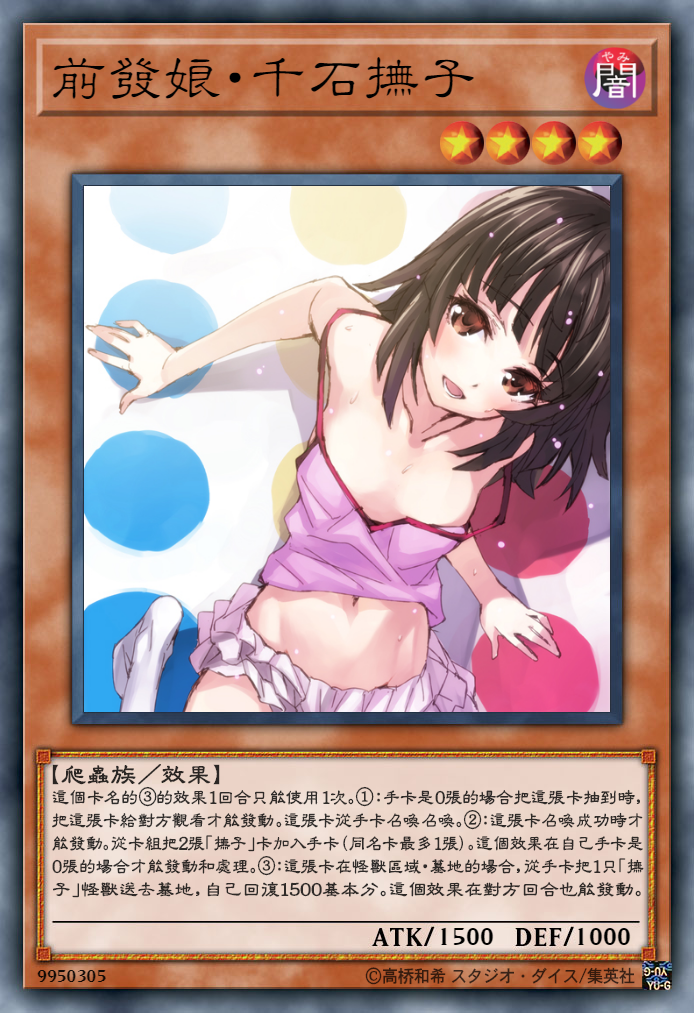 前發娘・千石撫子
やみ
闇
【爬蟲族／效果】
這個卡名的③的效果1回合只能使用1次。①：手卡是0張的場合把這張卡抽到時，
把這張卡給對方觀看才能發動。這張卡從手卡召喚召喚。②：這張卡召喚成功時才
能發動。從卡組把2張「撫子」卡加入手卡（同名卡最多1張）。這個效果在自己手卡是
0張的場合才能發動和處理。③：這張卡在怪獸區域・墓地的場合，從手卡把1只「撫
子」怪獸送去墓地，自己回復1500基本分。這個效果在對方回合也能發動。
ATK/1500 DEF/1000
9950305 ©高桥和希 スタジオ・ダイス/集英社
YU-G
YU-G